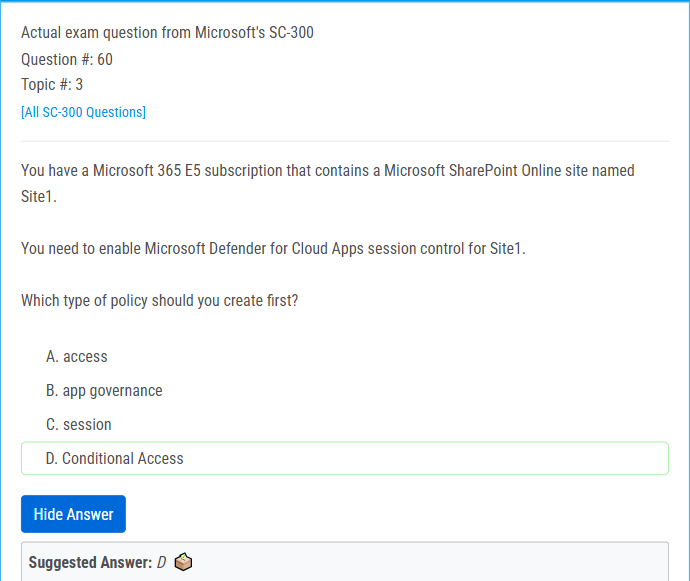 Actual exam question from Microsoft's SC-300
Question #: 60
Topic #: 3
[All SC-300 Questions]
You have a Microsoft 365 E5 subscription that contains a Microsoft SharePoint Online site named
Site1.
You need to enable Microsoft Defender for Cloud Apps session control for Site1.
Which type of policy should you create first?
A. access
B. app governance
C. session
D. Conditional Access
Hide Answer
Suggested Answer: D